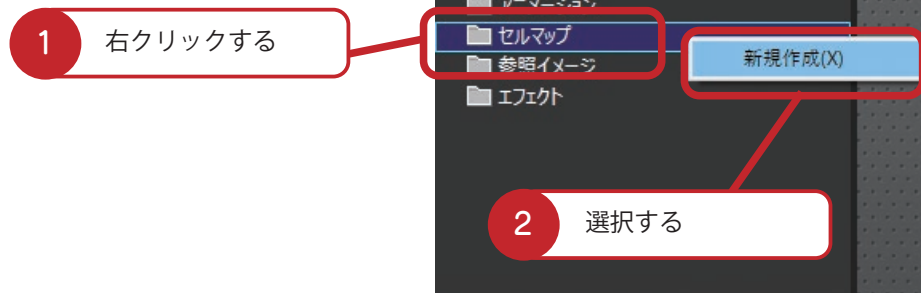 1 右クリックする
セルマップ
新規作成(X)
参照イメージ
エフェクト
2 選択する